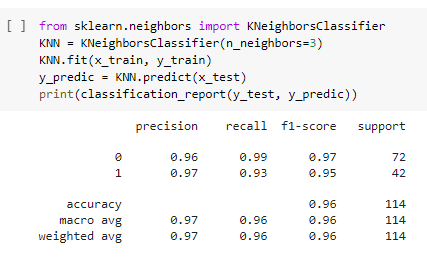 [ ] from sklearn.neighbors import KNeighborsClassifier
KNN = KNeighborsClassifier(n_neighbors=3)
KNN.fit(x_train, y_train)
y_predic = KNN.predict(x_test)
print(classification_report(y_test, y_predic))
precision recall f1-score support
0 0.96 0.99 0.97 72
1 0.97 0.93 0.95 42
accuracy 0.96 114
macro avg 0.97 0.96 0.96 114
weighted avg 0.97 0.96 0.96 114